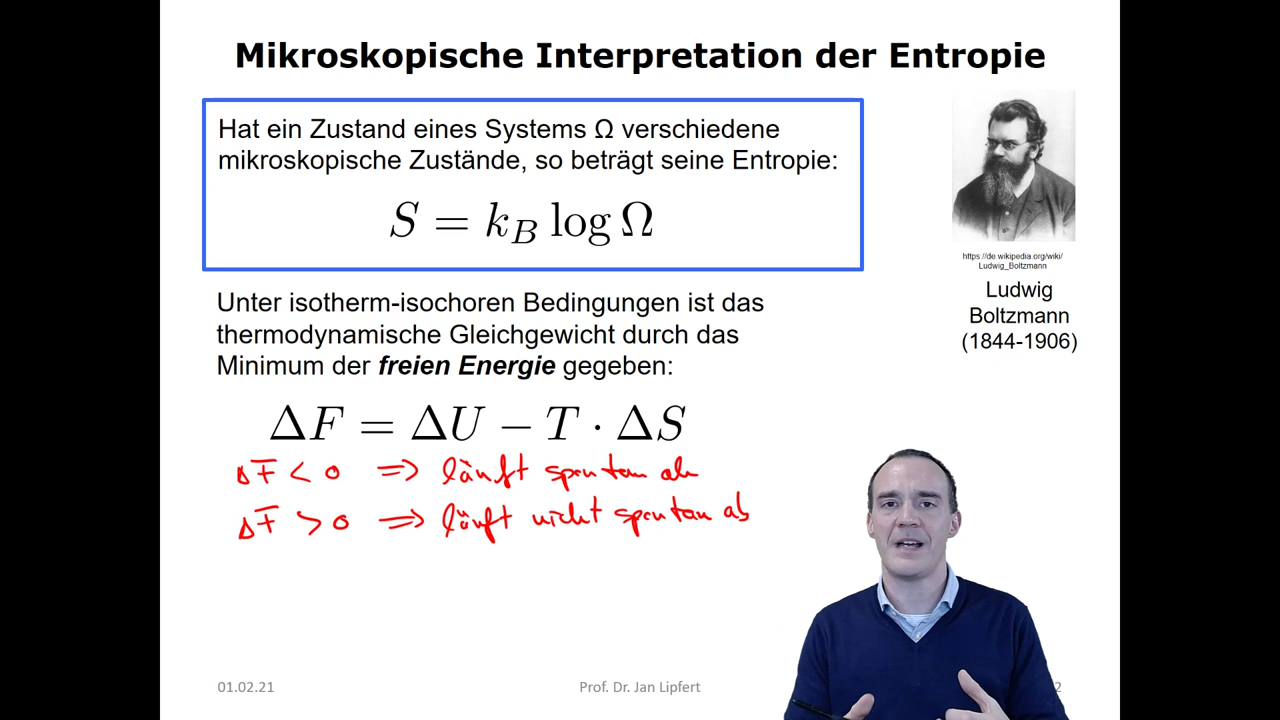 Mikroskopische Interpretation der Entropie
Hat ein Zustand eines Systems Ω verschiedene
mikroskopische Zustände, so beträgt seine Entropie:
S = k_B log Ω
https://de.wikipedia.org/wiki/
Ludwig_Boltzmann
Ludwig
Boltzmann
(1844-1906)
Unter isotherm-isochoren Bedingungen ist das
thermodynamische Gleichgewicht durch das
Minimum der freien Energie gegeben:
ΔF = ΔU − T · ΔS
ΔF < 0 ⇒ läuft spontan ab
ΔF > 0 ⇒ läuft nicht spontan ab
01.02.21
Prof. Dr. Jan Lipfert
2